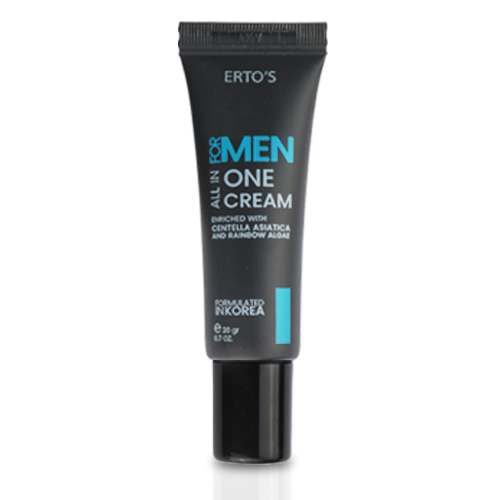 ERTO'S
FOR MEN
ALL IN ONE
CREAM
ENRICHED WITH
CENTELLA ASIATICA
AND RAINBOW ALGAE
FORMULATED
INKOREA
e 20 gr
0.7 OZ.